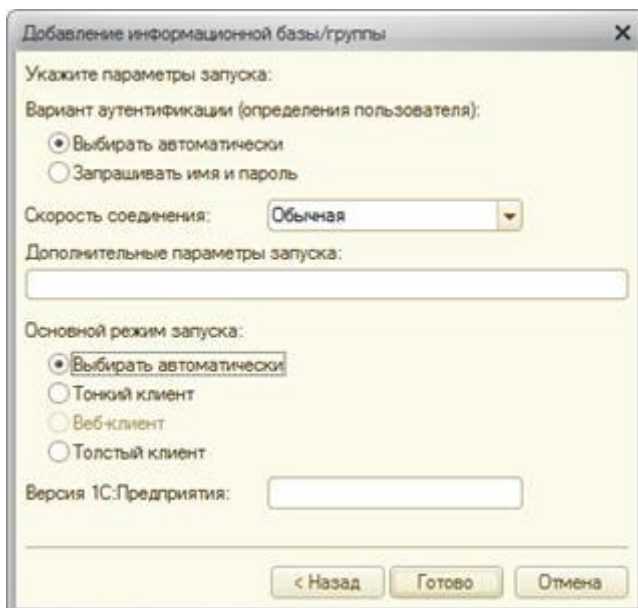 Добавление информационной базы/группы
Укажите параметры запуска:
Вариант аутентификации (определения пользователя):
Выбирать автоматически
Запрашивать имя и пароль
Скорость соединения: Обычная
Дополнительные параметры запуска:
Основной режим запуска:
Выбирать автоматически
Тонкий клиент
Веб-клиент
Толстый клиент
Версия 1С:Предприятия:
< Назад Готово Отмена